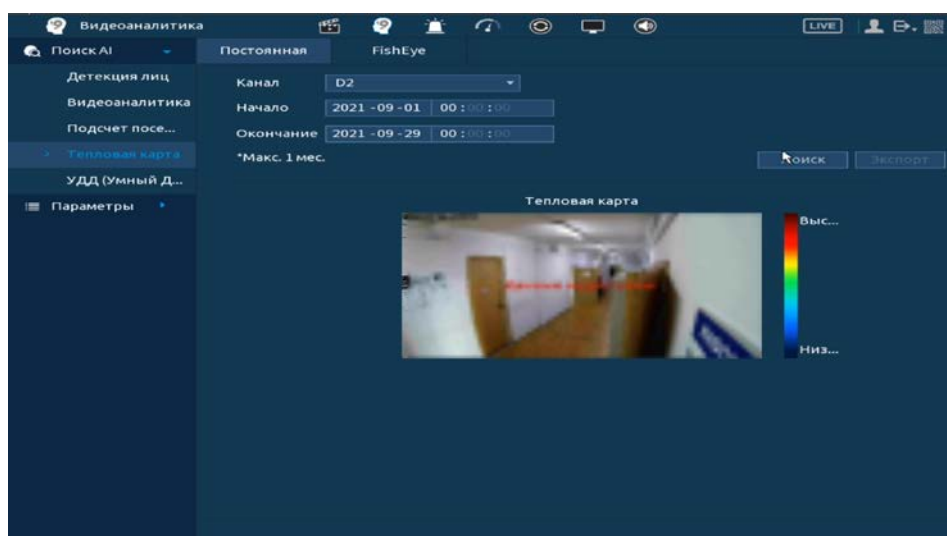 Видеоаналитика
LIVE
Поиск AI
Постоянная
FishEye
Детекция лиц
Канал
D2
Видеоаналитика
Начало
2021 -09 -01 00 : 00 : 00
Подсчет посе...
Окончание
2021 -09 -29 00 : 00 : 00
Тепловая карта
*Макс. 1 мес.
Поиск
Экспорт
УДД (Умный Д...
Параметры
Тепловая карта
Выс...
Низ...